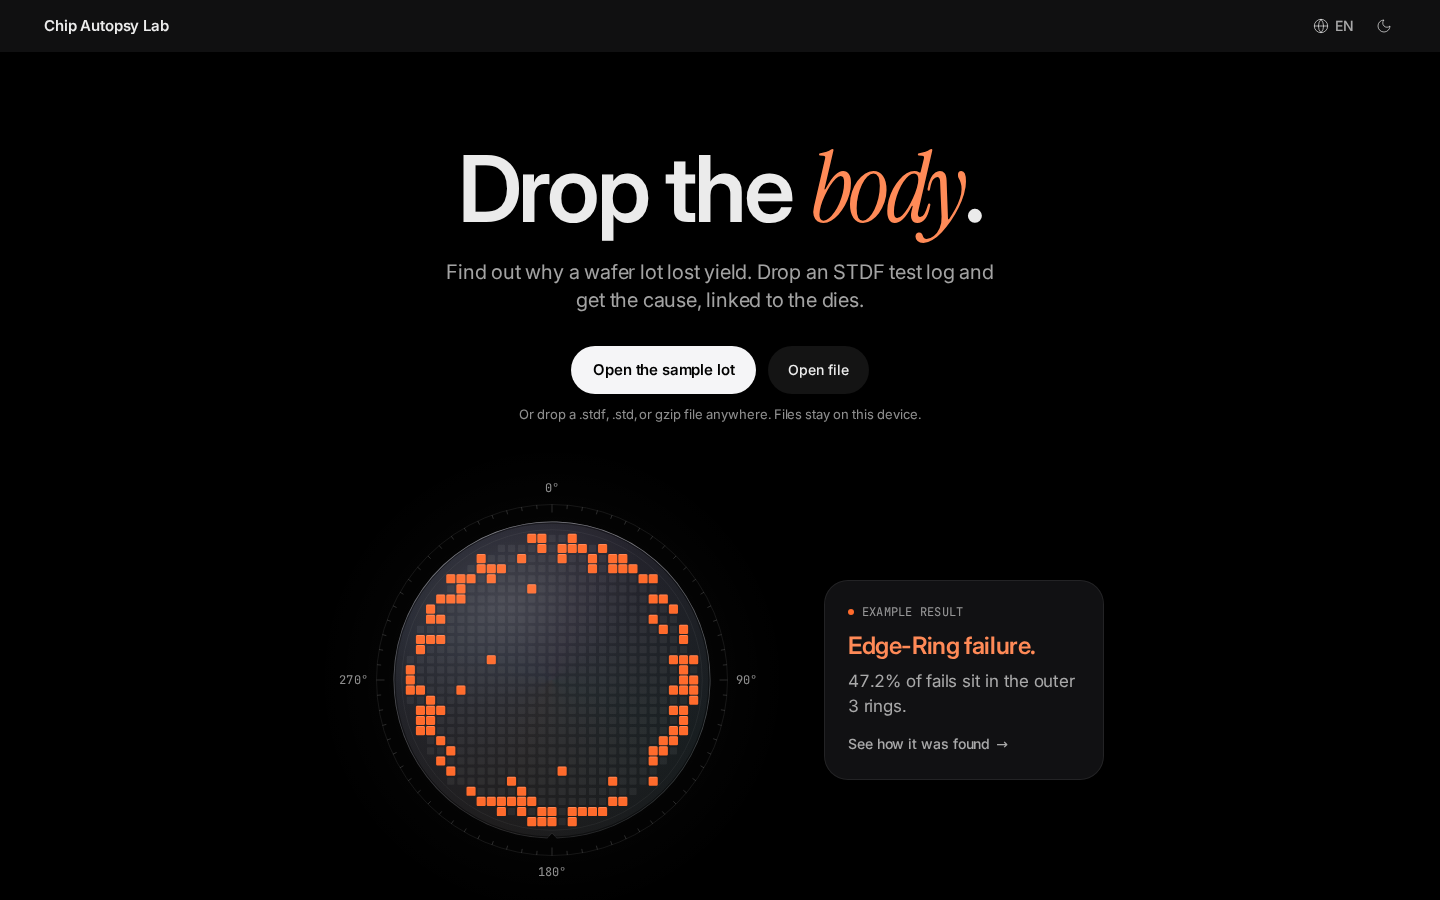 Chip Autopsy Lab
EN
Drop the body.
Find out why a wafer lot lost yield. Drop an STDF test log and
get the cause, linked to the dies.
Open the sample lot
Open file
Or drop a .stdf, .std, or gzip file anywhere. Files stay on this device.
0°
270°
90°
180°
EXAMPLE RESULT
Edge-Ring failure.
47.2% of fails sit in the outer
3 rings.
See how it was found →